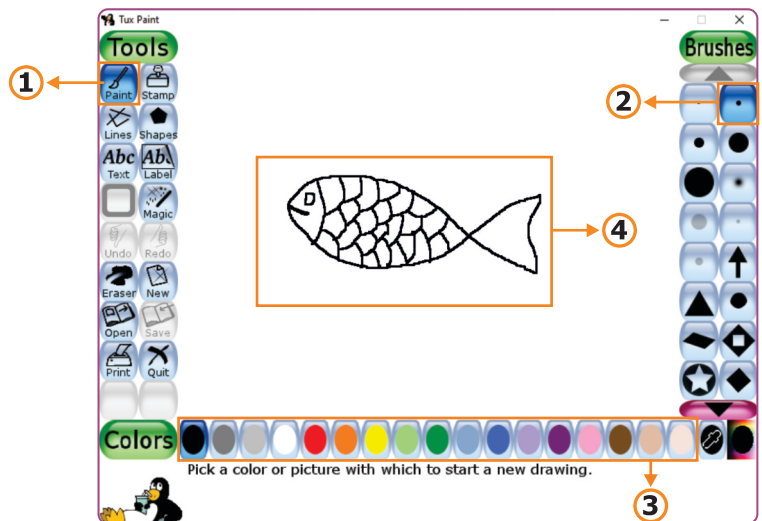 Tux Paint
Tools
Brushes
1
Paint Stamp
2
Lines Shapes
Abc Abc
Text Label
Magic
4
Undo Redo
Eraser New
Open Save
Print Quit
Colors
Pick a color or picture with which to start a new drawing.
3